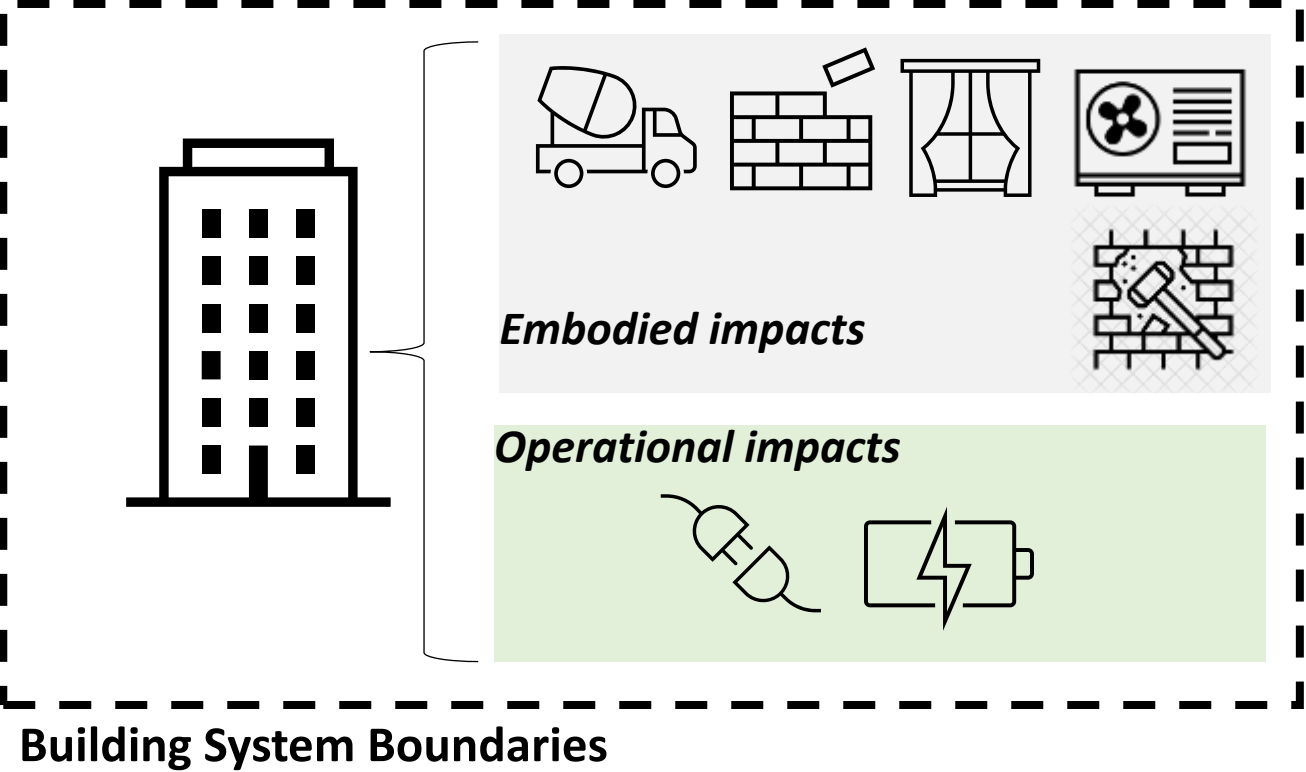 Embodied impacts
Operational impacts
Building System Boundaries